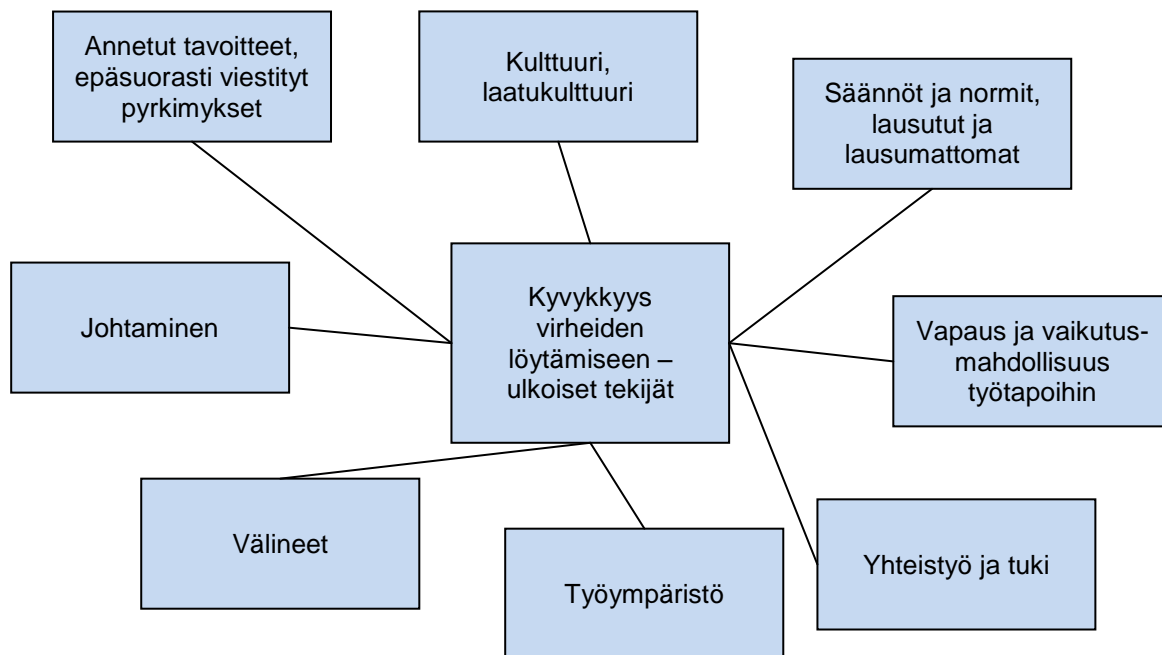 Annetut tavoitteet,
epäsuorasti viestityt
pyrkimykset
Kulttuuri,
laatukulttuuri
Säännöt ja normit,
lausutut ja
lausumattomat
Johtaminen
Kyvykkyys
virheiden
löytämiseen –
ulkoiset tekijät
Vapaus ja vaikutus-
mahdollisuus
työtapoihin
Välineet
Työympäristö
Yhteistyö ja tuki